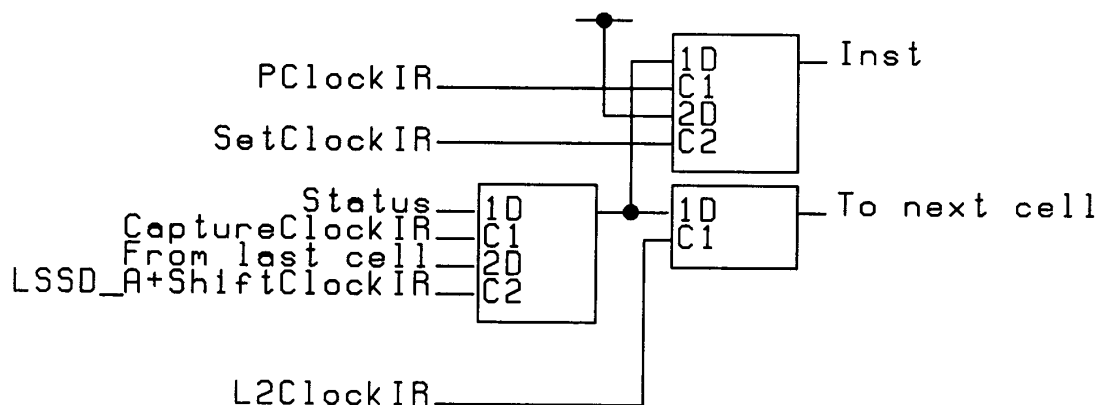 1D
Inst
PClockIR
C1
2D
SetClockIR
C2
Status
1D
1D
To next cell
CaptureClockIR
C1
C1
From last cell
2D
LSSD_A+ShiftClockIR
C2
L2ClockIR